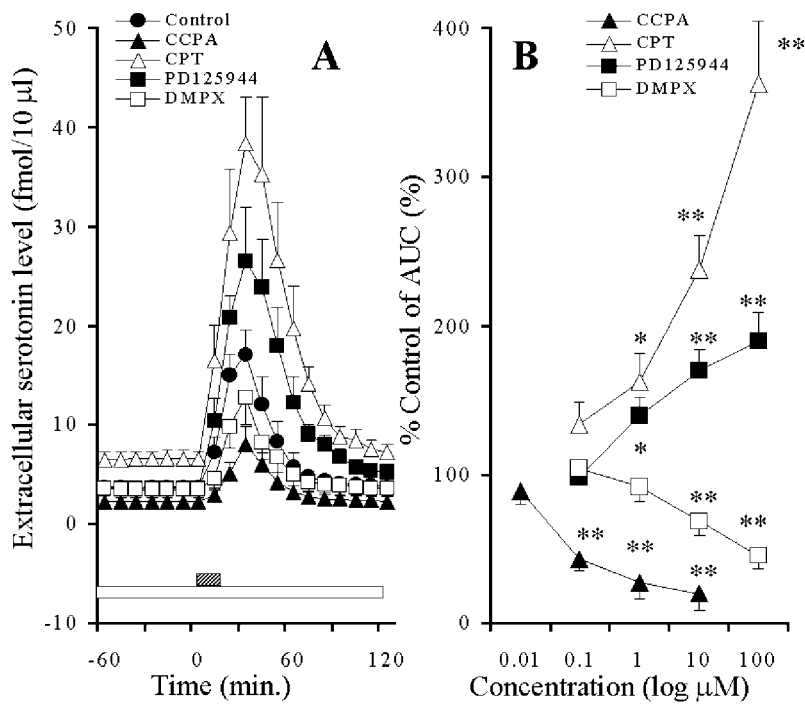 Control
CCPA
CPT
PD125944
DMPX
A
Extracellular serotonin level (fmol/10 μl)
50
40
30
20
10
0
-10
-60
0
60
120
Time (min.)
CCPA
CPT
PD125944
DMPX
B
% Control of AUC (%)
400
300
200
100
0
**
**
*
**
**
*
**
**
**
**
**
0.01
0.1
1
10
100
Concentration (log μM)